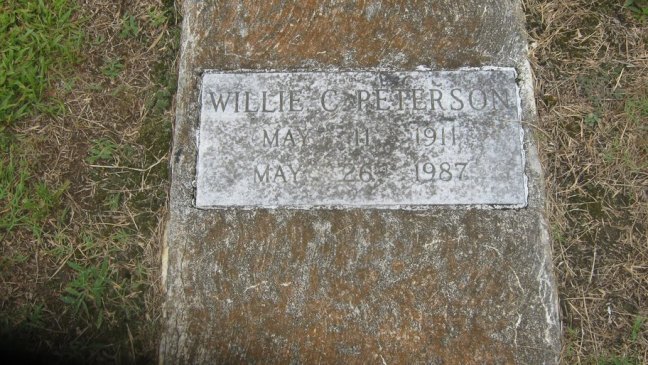 WILLIE C. PETERSON
MAY 11 1911
MAY 26 1987